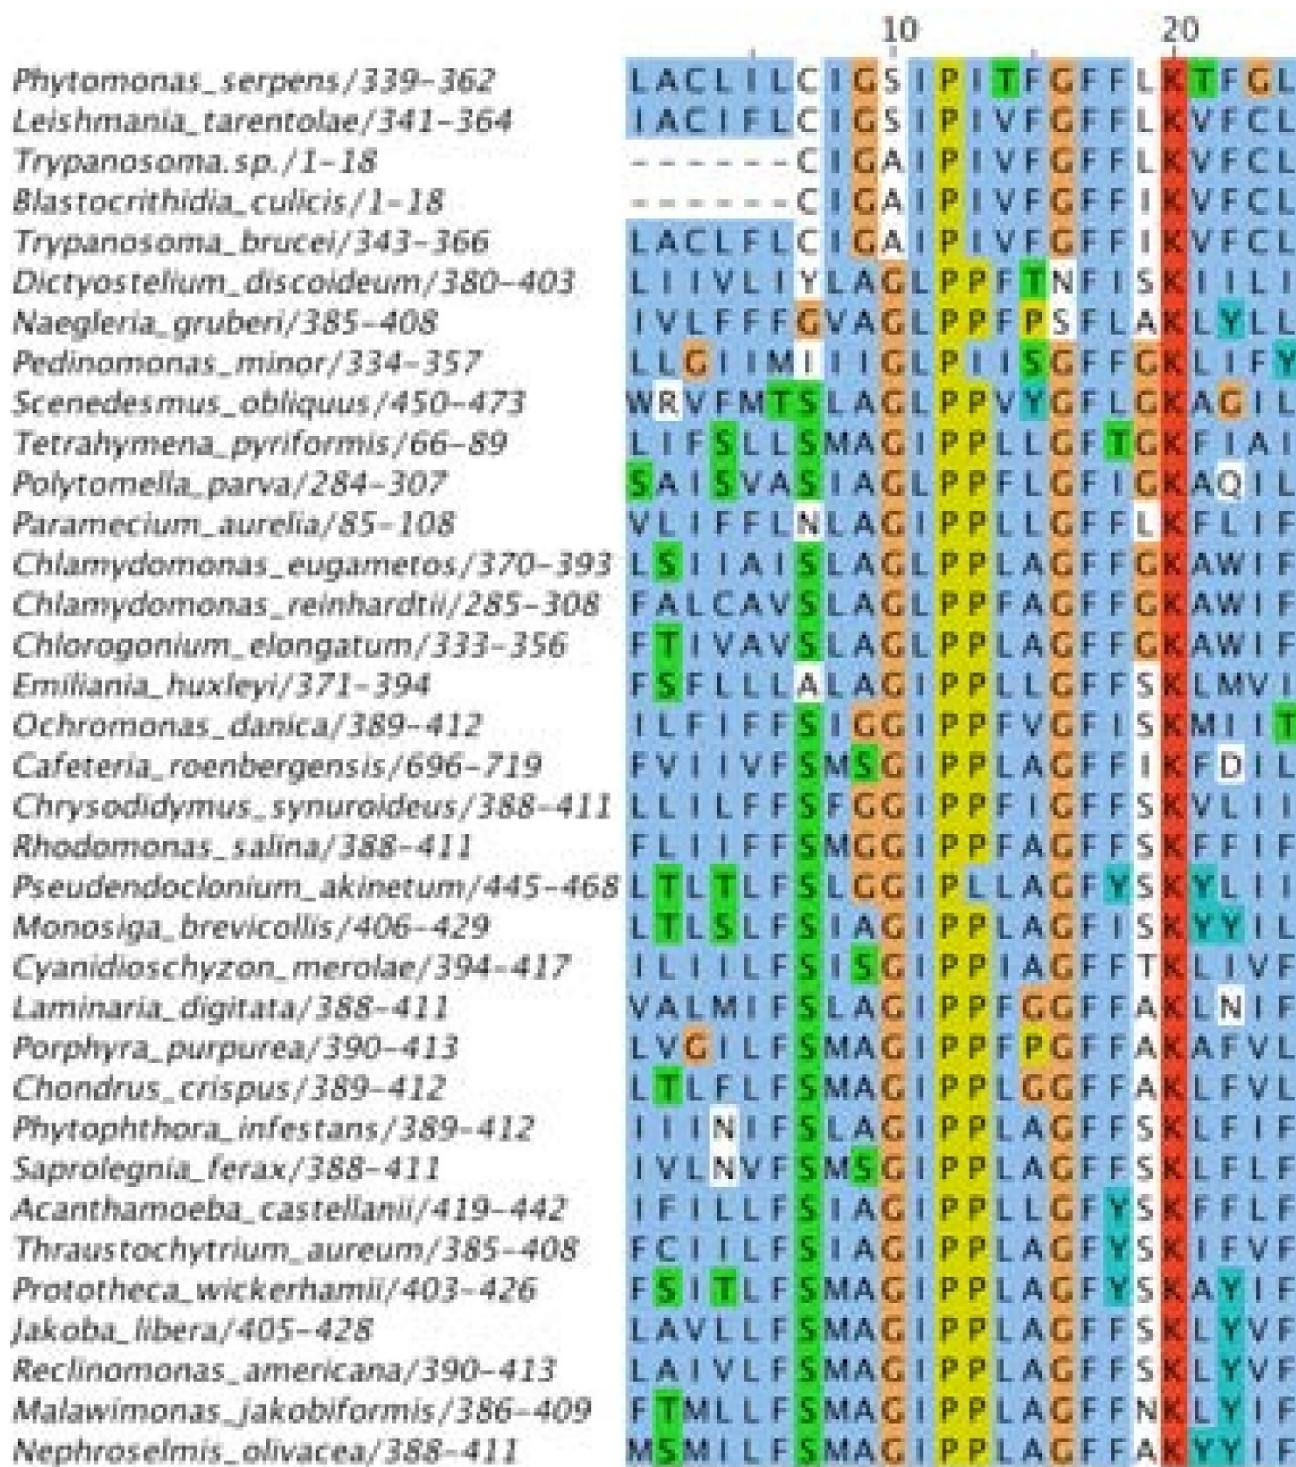 10 20
Phytomonas_serpens/339-362 LACLILCIGSIPITFGFFLKTFGL
Leishmania_tarentolae/341-364 IACIFLCIGSIPIVFGFFLKVFCL
Trypanosoma.sp./1-18 ------CIGAIPIVFGFFLKVFCL
Blastocrithidia_culicis/1-18 ------CIGAIPIVFGFFIKVFCL
Trypanosoma_brucei/343-366 LACLFLCIGAIPIVFGFFIKVFCL
Dictyostelium_discoideum/380-403 LIIVLIYLAGLPPFTNFISKIILI
Naegleria_gruberi/385-408 IVLFFFGVAGLPPFPSFLAKLYLL
Pedinomonas_minor/334-357 LLGIIMIIIGLPIISGFFGKLIFY
Scenedesmus_obliquus/450-473 WRVFMTSLAGLPPVYGFLGKAGIL
Tetrahymena_pyriformis/66-89 LIFSLLSMAGIPPLLGFTGKFIAI
Polytomella_parva/284-307 SAISVASIAGLPPFLGFIGKAQIL
Paramecium_aurelia/85-108 VLIFFLNLAGIPPLLGFFLKFLIF
Chlamydomonas_eugametos/370-393 LSIIAISLAGLPPLAGFFGKAWIF
Chlamydomonas_reinhardtii/285-308 FALCAVSLAGLPPFAGFFGKAWIF
Chlorogonium_elongatum/333-356 FTIVAVSLAGLPPLAGFFGKAWIF
Emiliania_huxleyi/371-394 FSFLLLALAGIPPLLGFFSKLMVI
Ochromonas_danica/389-412 ILFIFFSIGGIPPFVGFISKMIIT
Cafeteria_roenbergensis/696-719 FVIIVFSMSGIPPLAGFFIKFDIL
Chrysodidymus_synuroideus/388-411 LLILFFSFGGIPPFIGFFSKVLII
Rhodomonas_salina/388-411 FLIIFFSMGGIPPFAGFFSKFFIF
Pseudendoclonium_akinetum/445-468 LTLTLFSLGGIPLLAGFYSKYLII
Monosiga_brevicollis/406-429 LTLSLFSIAGIPPLAGFISKYYIL
Cyanidioschyzon_merolae/394-417 ILIILFSISGIPPIAGFFTKLIVF
Laminaria_digitata/388-411 VALMIFSLAGIPPFGGFFAKLNIF
Porphyra_purpurea/390-413 LVGILFSMAGIPPFPGFFAKAFVL
Chondrus_crispus/389-412 LTLFLFSMAGIPPLGGFFAKLFVL
Phytophthora_infestans/389-412 IIINIFSLAGIPPLAGFFSKLFIF
Saprolegnia_ferax/388-411 IVLNVFSMSGIPPLAGFFSKLFLF
Acanthamoeba_castellanii/419-442 IFILLFSIAGIPPLLGFYSKFFLF
Thraustochytrium_aureum/385-408 FCIILFSIAGIPPLAGFYSKIFVF
Prototheca_wickerhamii/403-426 FSITLFSMAGIPPLAGFYSKAYIF
Jakoba_libera/405-428 LAVLLFSMAGIPPLAGFFSKLYVF
Reclinomonas_americana/390-413 LAIVLFSMAGIPPLAGFFSKLYVF
Malawimonas_jakobiformis/386-409 FTMLLFSMAGIPPLAGFFNKLYIF
Nephroselmis_olivacea/388-411 MSMILFSMAGIPPLAGFFAKYYIF